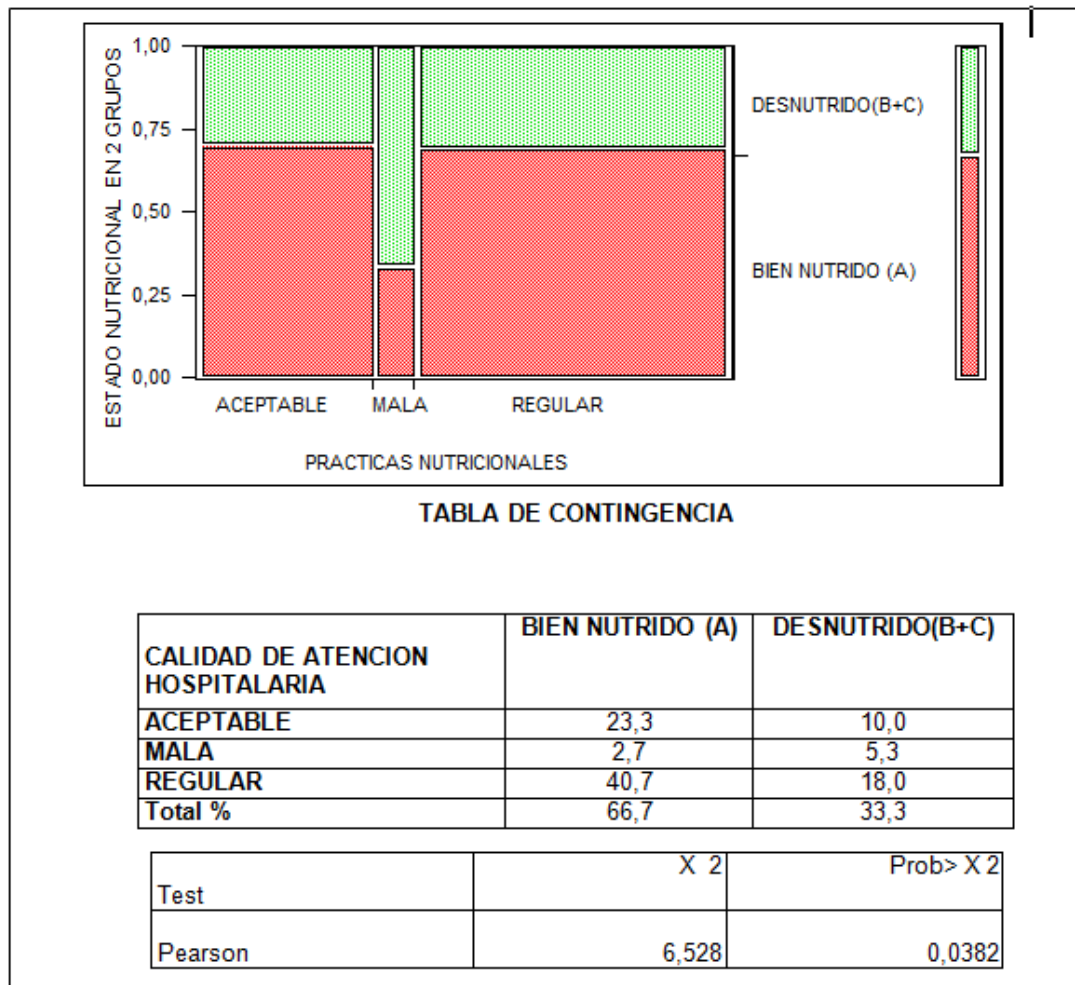 ESTADO NUTRICIONAL EN 2 GRUPOS
1,00
0,75
0,50
0,25
0,00
DESNUTRIDO(B+C)
BIEN NUTRIDO (A)
ACEPTABLE MALA REGULAR
PRACTICAS NUTRICIONALES
TABLA DE CONTINGENCIA
CALIDAD DE ATENCION HOSPITALARIA BIEN NUTRIDO (A) DESNUTRIDO(B+C)
ACEPTABLE 23,3 10,0
MALA 2,7 5,3
REGULAR 40,7 18,0
Total % 66,7 33,3
Test X 2 Prob> X 2
Pearson 6,528 0,0382